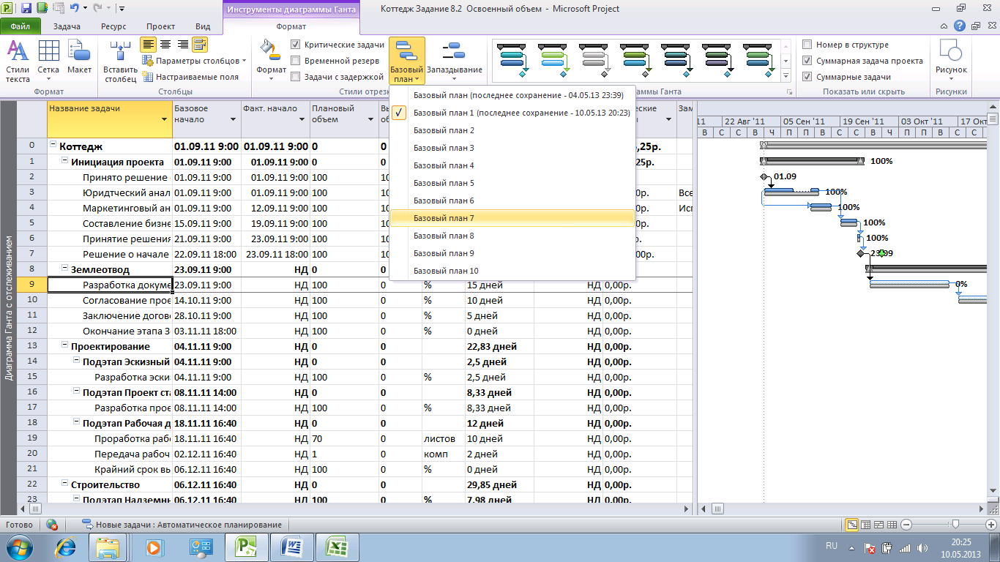 Инструменты диаграммы Ганта
Коттедж Задание 8.2 Освоенный объем - Microsoft Project
Файл Задача Ресурс Проект Вид Формат
Стили текста Сетка Макет
Формат
Вставить столбец
Параметры столбцов
Настраиваемые поля
Столбцы
Формат
Критические задачи
Временной резерв
Задачи с задержкой
Базовый план
Запаздывание
Стили отрезк
ммы Ганта
Номер в структуре
Суммарная задача проекта
Суммарные задачи
Показать или скрыть
Рисунок
Рисунки
Базовый план (последнее сохранение - 04.05.13 23:39)
Базовый план 1 (последнее сохранение - 10.05.13 20:23)
Базовый план 2
Базовый план 3
Базовый план 4
Базовый план 5
Базовый план 6
Базовый план 7
Базовый план 8
Базовый план 9
Базовый план 10
Название задачи Базовое начало Факт. начало Плановый объем Вы об еские ы Зам
0 Коттедж 01.09.11 9:00 01.09.11 9:00 0 0 ,25р.
1 Инициация проекта 01.09.11 9:00 01.09.11 9:00 0 0 25р.
2 Принято решение 01.09.11 9:00 01.09.11 9:00 100 10
3 Юридтческий анал 01.09.11 9:00 01.09.11 9:00 100 10 0р. Все
4 Маркетинговый ан 01.09.11 9:00 12.09.11 9:00 100 10 0р. Исп
5 Составление бизне 15.09.11 9:00 19.09.11 9:00 100 10 00р.
6 Принятие решения 21.09.11 9:00 23.09.11 9:00 100 10 р.
7 Решение о начале 22.09.11 18:00 23.09.11 9:00 100 10 00р.
8 Землеотвод 23.09.11 9:00 НД 0 0
9 Разработка докуме 23.09.11 9:00 НД 100 0 % 15 дней НД 0,00р.
10 Согласование прое 14.10.11 9:00 НД 100 0 % 10 дней НД 0,00р.
11 Заключение догов 28.10.11 9:00 НД 100 0 % 5 дней НД 0,00р.
12 Окончание этапа З 03.11.11 18:00 НД 100 0 % 0 дней НД 0,00р.
13 Проектирование 04.11.11 9:00 НД 0 0 22,83 дней НД 0,00р.
14 Подэтап Эскизный 04.11.11 9:00 НД 0 0 2,5 дней НД 0,00р.
15 Разработка эски 04.11.11 9:00 НД 100 0 % 2,5 дней НД 0,00р.
16 Подэтап Проект ста 08.11.11 14:00 НД 0 0 8,33 дней НД 0,00р.
17 Разработка прое 08.11.11 14:00 НД 100 0 % 8,33 дней НД 0,00р.
18 Подэтап Рабочая д 18.11.11 16:40 НД 0 0 12 дней НД 0,00р.
19 Проработка рабо 18.11.11 16:40 НД 70 0 листов 10 дней НД 0,00р.
20 Передача рабоч 02.12.11 16:40 НД 1 0 комп 2 дней НД 0,00р.
21 Крайний срок вы 06.12.11 16:40 НД 100 0 % 0 дней НД 0,00р.
22 Строительство 06.12.11 16:40 НД 0 0 29,85 дней НД 0,00р.
23 Подэтап Надземны 06.12.11 16:40 НД 100 0 % 7,98 дней НД 0,00р.
11 22 Авг '11 05 Сен '11 19 Сен '11 03 Окт '11 17 Окт
В С С В Ч П П В С С В Ч П П В С С
100%
01.09
100%
100%
100%
100%
23.09
0%
Диаграмма Ганта с отслеживанием
Готово Новые задачи : Автоматическое планирование
RU 20:25
10.05.2013